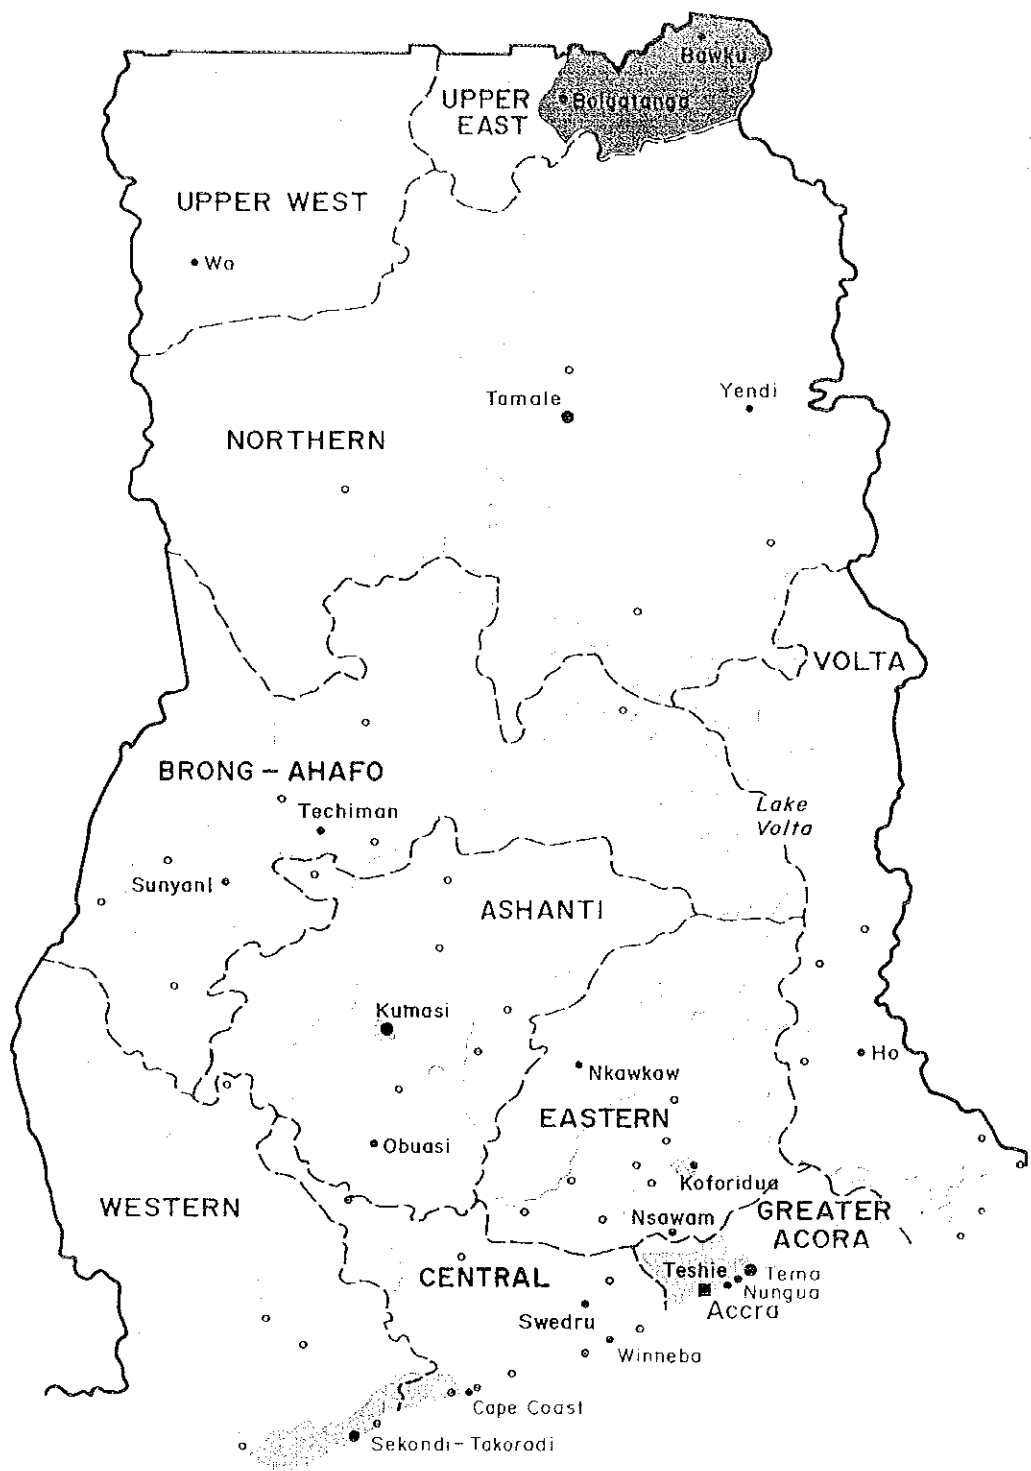 Bawku
UPPER
EAST
Bolgatanga
UPPER WEST
Wa
Tamale
Yendi
NORTHERN
VOLTA
BRONG-AHAFO
Techiman
Lake
Volta
Sunyani
ASHANTI
Kumasi
Ho
Nkawkaw
EASTERN
Obuasi
Koforidua
WESTERN
Nsawam
GREATER
ACORA
CENTRAL
Teshie
Tema
Nungua
Accra
Swedru
Winneba
Cape Coast
Sekondi-Takoradi